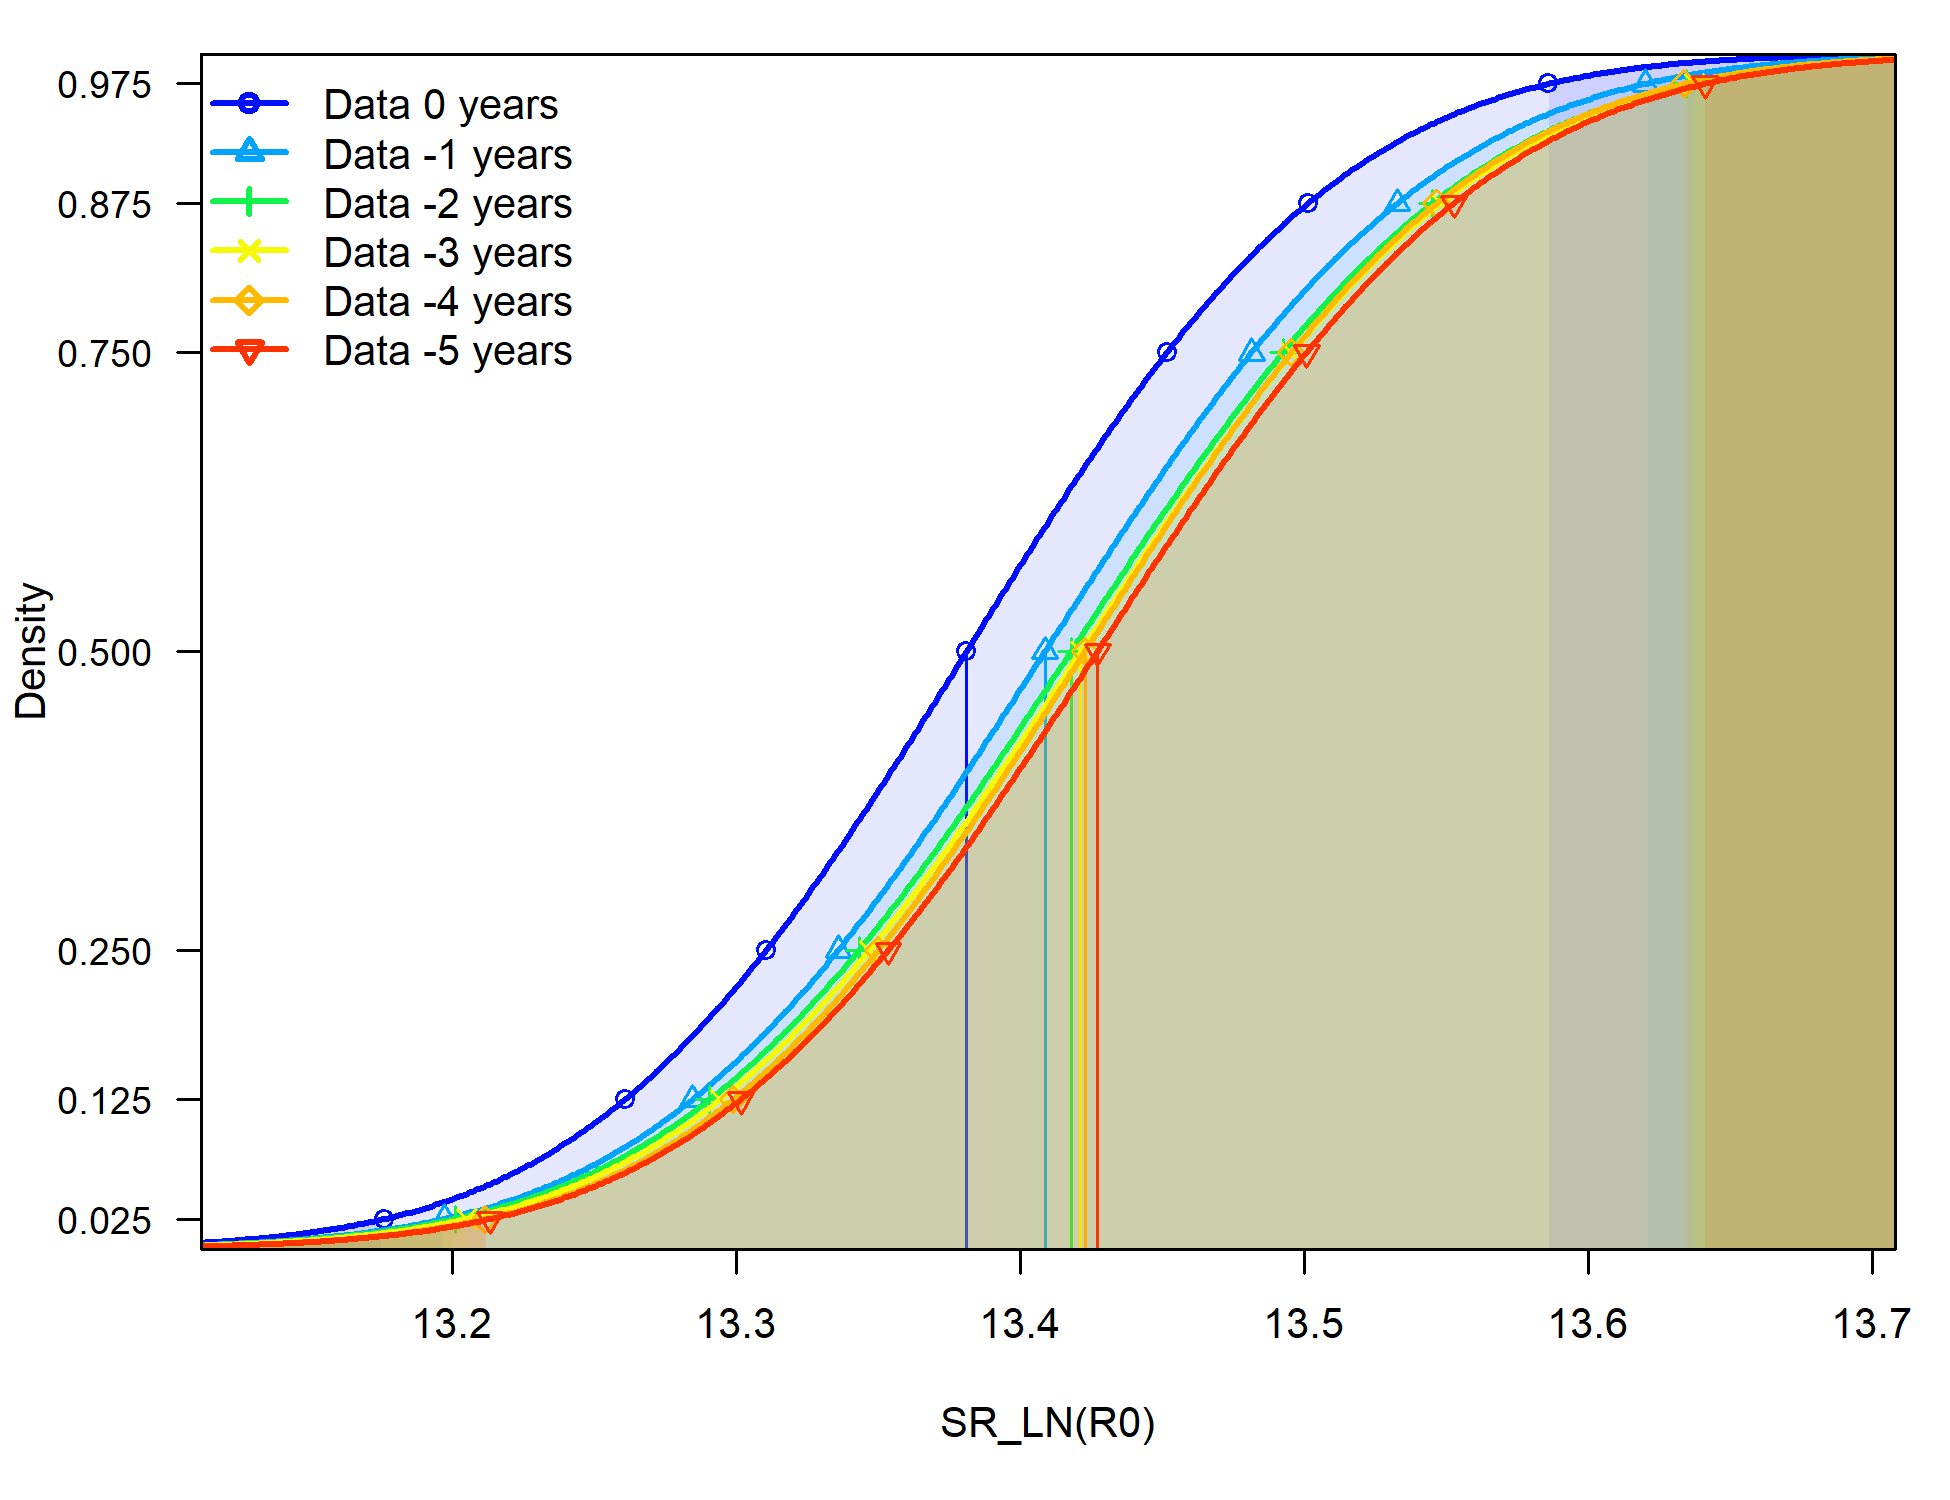 Data 0 years
Data -1 years
Data -2 years
Data -3 years
Data -4 years
Data -5 years
0.975
0.875
0.750
0.500
0.250
0.125
0.025
Density
13.2 13.3 13.4 13.5 13.6 13.7
SR_LN(R0)